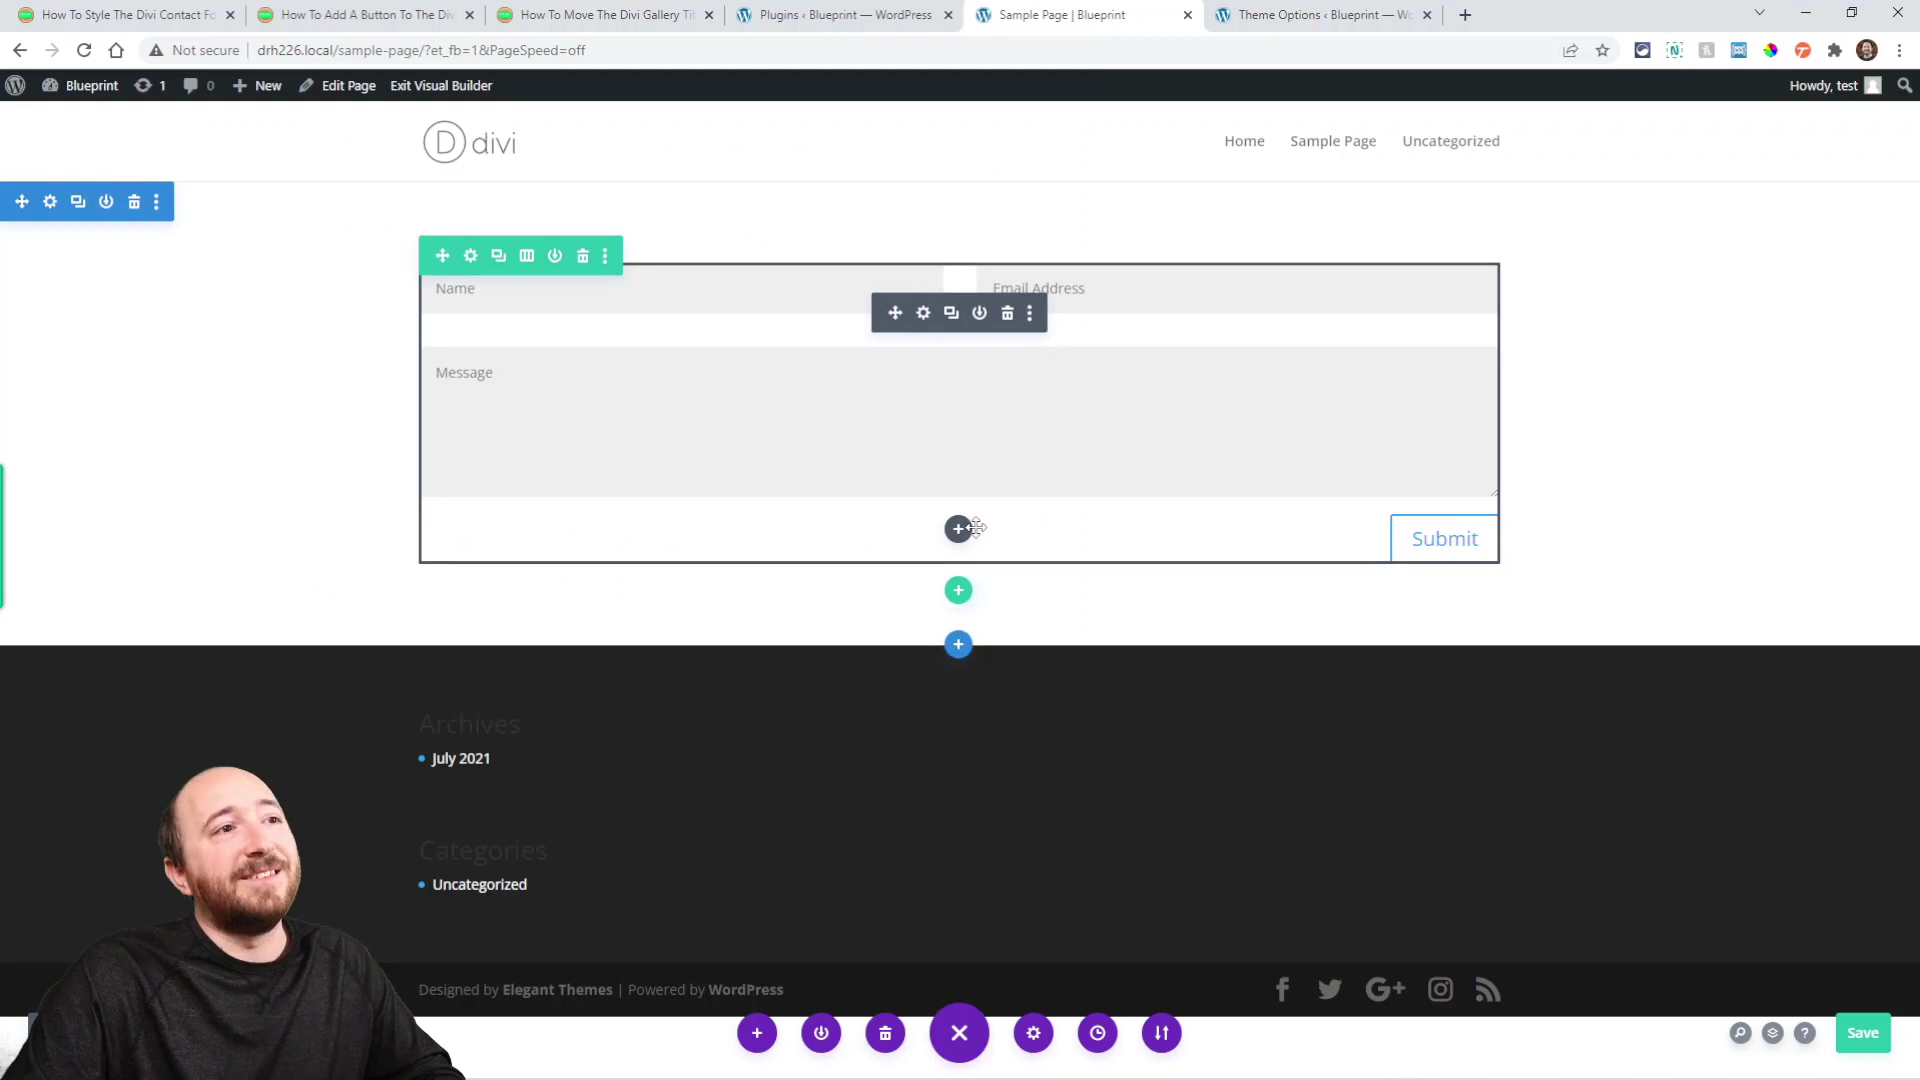 How To Style The Divi Contact Fo
How To Add A Button To The Div
How To Move The Divi Gallery Tit
Plugins ‹ Blueprint — WordPress
Sample Page | Blueprint
Theme Options ‹ Blueprint — Wo
Not secure
drh226.local/sample-page/?et_fb=1&PageSpeed=off
Blueprint
1
0
New
Edit Page
Exit Visual Builder
Howdy, test
D divi
Home
Sample Page
Uncategorized
Name
Email Address
Message
Submit
Archives
July 2021
Categories
Uncategorized
Designed by Elegant Themes | Powered by WordPress
Save